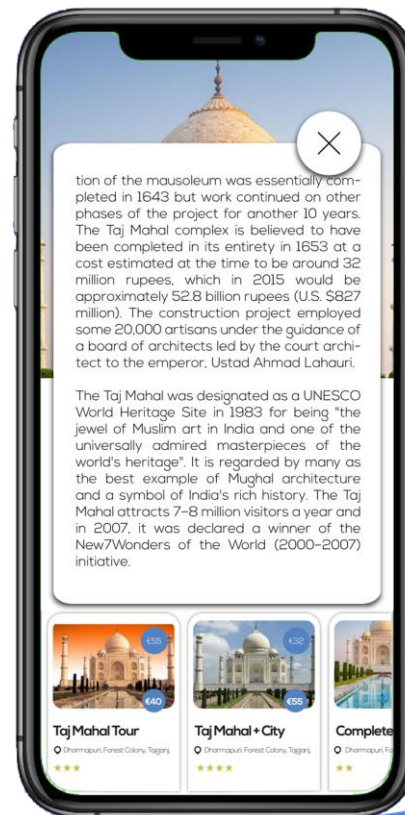 tion of the mausoleum was essentially com-
pleted in 1643 but work continued on other
phases of the project for another 10 years.
The Taj Mahal complex is believed to have
been completed in its entirety in 1653 at a
cost estimated at the time to be around 32
million rupees, which in 2015 would be
approximately 52.8 billion rupees (U.S. $827
million). The construction project employed
some 20,000 artisans under the guidance of
a board of architects led by the court archi-
tect to the emperor, Ustad Ahmad Lahauri.
The Taj Mahal was designated as a UNESCO
World Heritage Site in 1983 for being "the
jewel of Muslim art in India and one of the
universally admired masterpieces of the
world's heritage". It is regarded by many as
the best example of Mughal architecture
and a symbol of India's rich history. The Taj
Mahal attracts 7–8 million visitors a year and
in 2007, it was declared a winner of the
New7Wonders of the World (2000–2007)
initiative.
€55
€40
Taj Mahal Tour
Dharmapuri, Forest Colony, Tajganj,
€32
€55
Taj Mahal + City
Dharmapuri, Forest Colony, Tajganj,
Complete
Dharmapuri, Fo